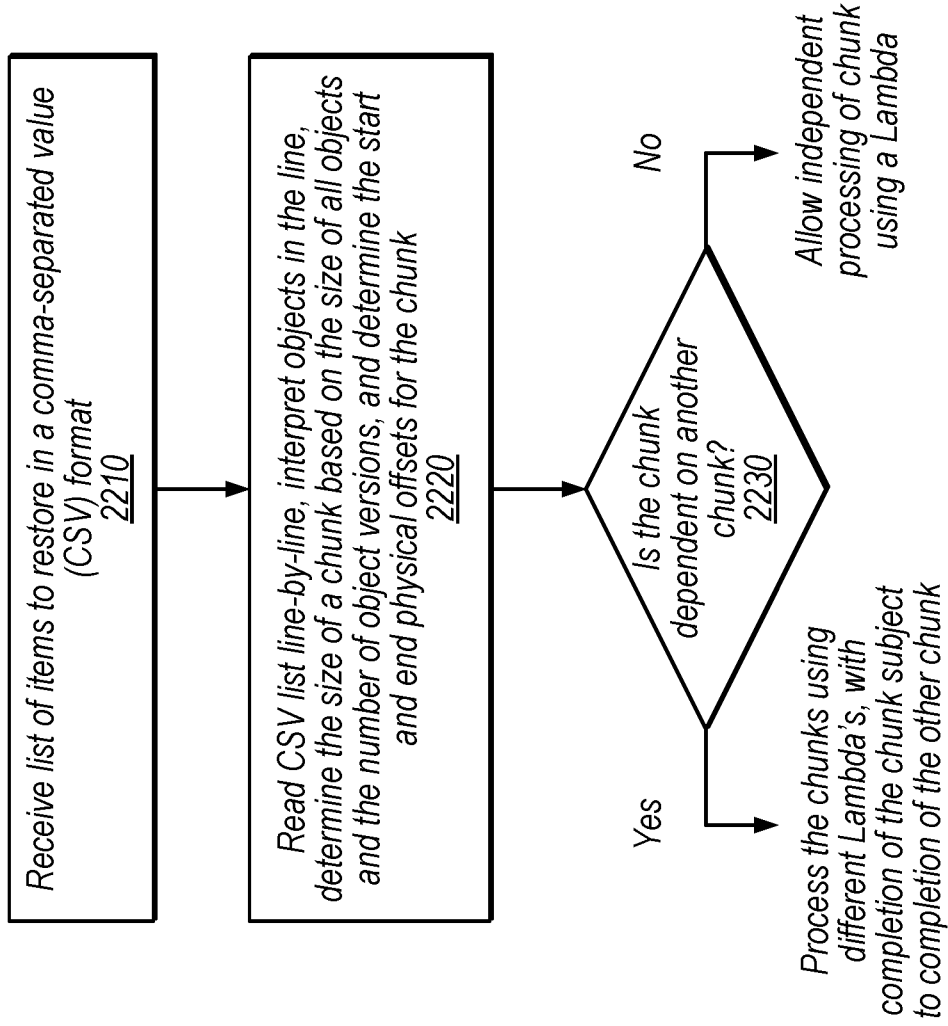 Receive list of items to restore in a comma-separated value
(CSV) format
2210
Read CSV list line-by-line, interpret objects in the line,
determine the size of a chunk based on the size of all objects
and the number of object versions, and determine the start
and end physical offsets for the chunk
2220
Is the chunk
dependent on another
chunk?
2230
Yes
No
Process the chunks using
different Lambda's, with
completion of the chunk subject
to completion of the other chunk
Allow independent
processing of chunk
using a Lambda